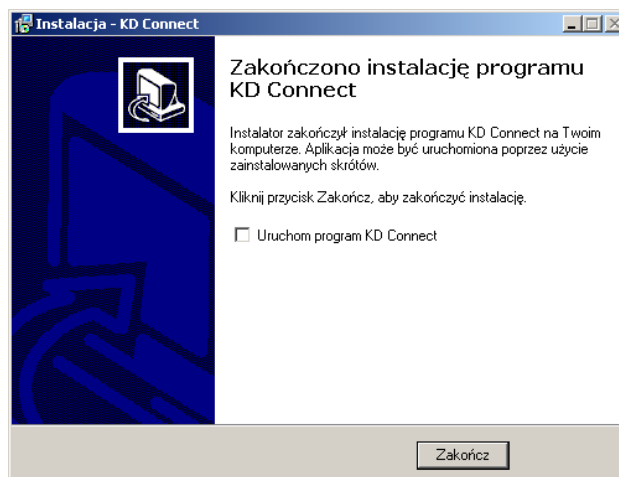 Instalacja - KD Connect
Zakończono instalację programu
KD Connect
Instalator zakończył instalację programu KD Connect na Twoim
komputerze. Aplikacja może być uruchomiona poprzez użycie
zainstalowanych skrótów.
Kliknij przycisk Zakończ, aby zakończyć instalację.
Uruchom program KD Connect
Zakończ